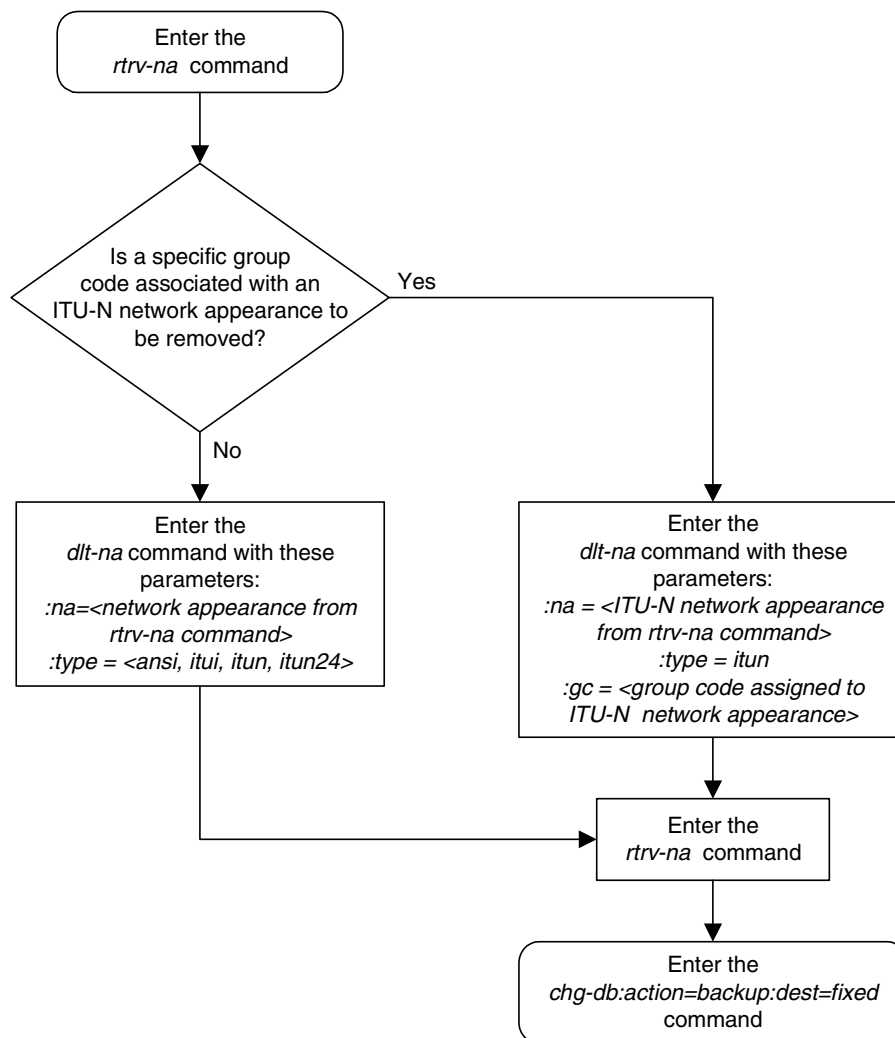 Enter the
rtrv-na command
Is a specific group
code associated with an
ITU-N network appearance to
be removed?
Yes
No
Enter the
dlt-na command with these
parameters:
:na=<network appearance from
rtrv-na command>
:type = <ansi, itui, itun, itun24>
Enter the
dlt-na command with these
parameters:
:na = <ITU-N network appearance
from rtrv-na command>
:type = itun
:gc = <group code assigned to
ITU-N network appearance>
Enter the
rtrv-na command
Enter the
chg-db:action=backup:dest=fixed
command